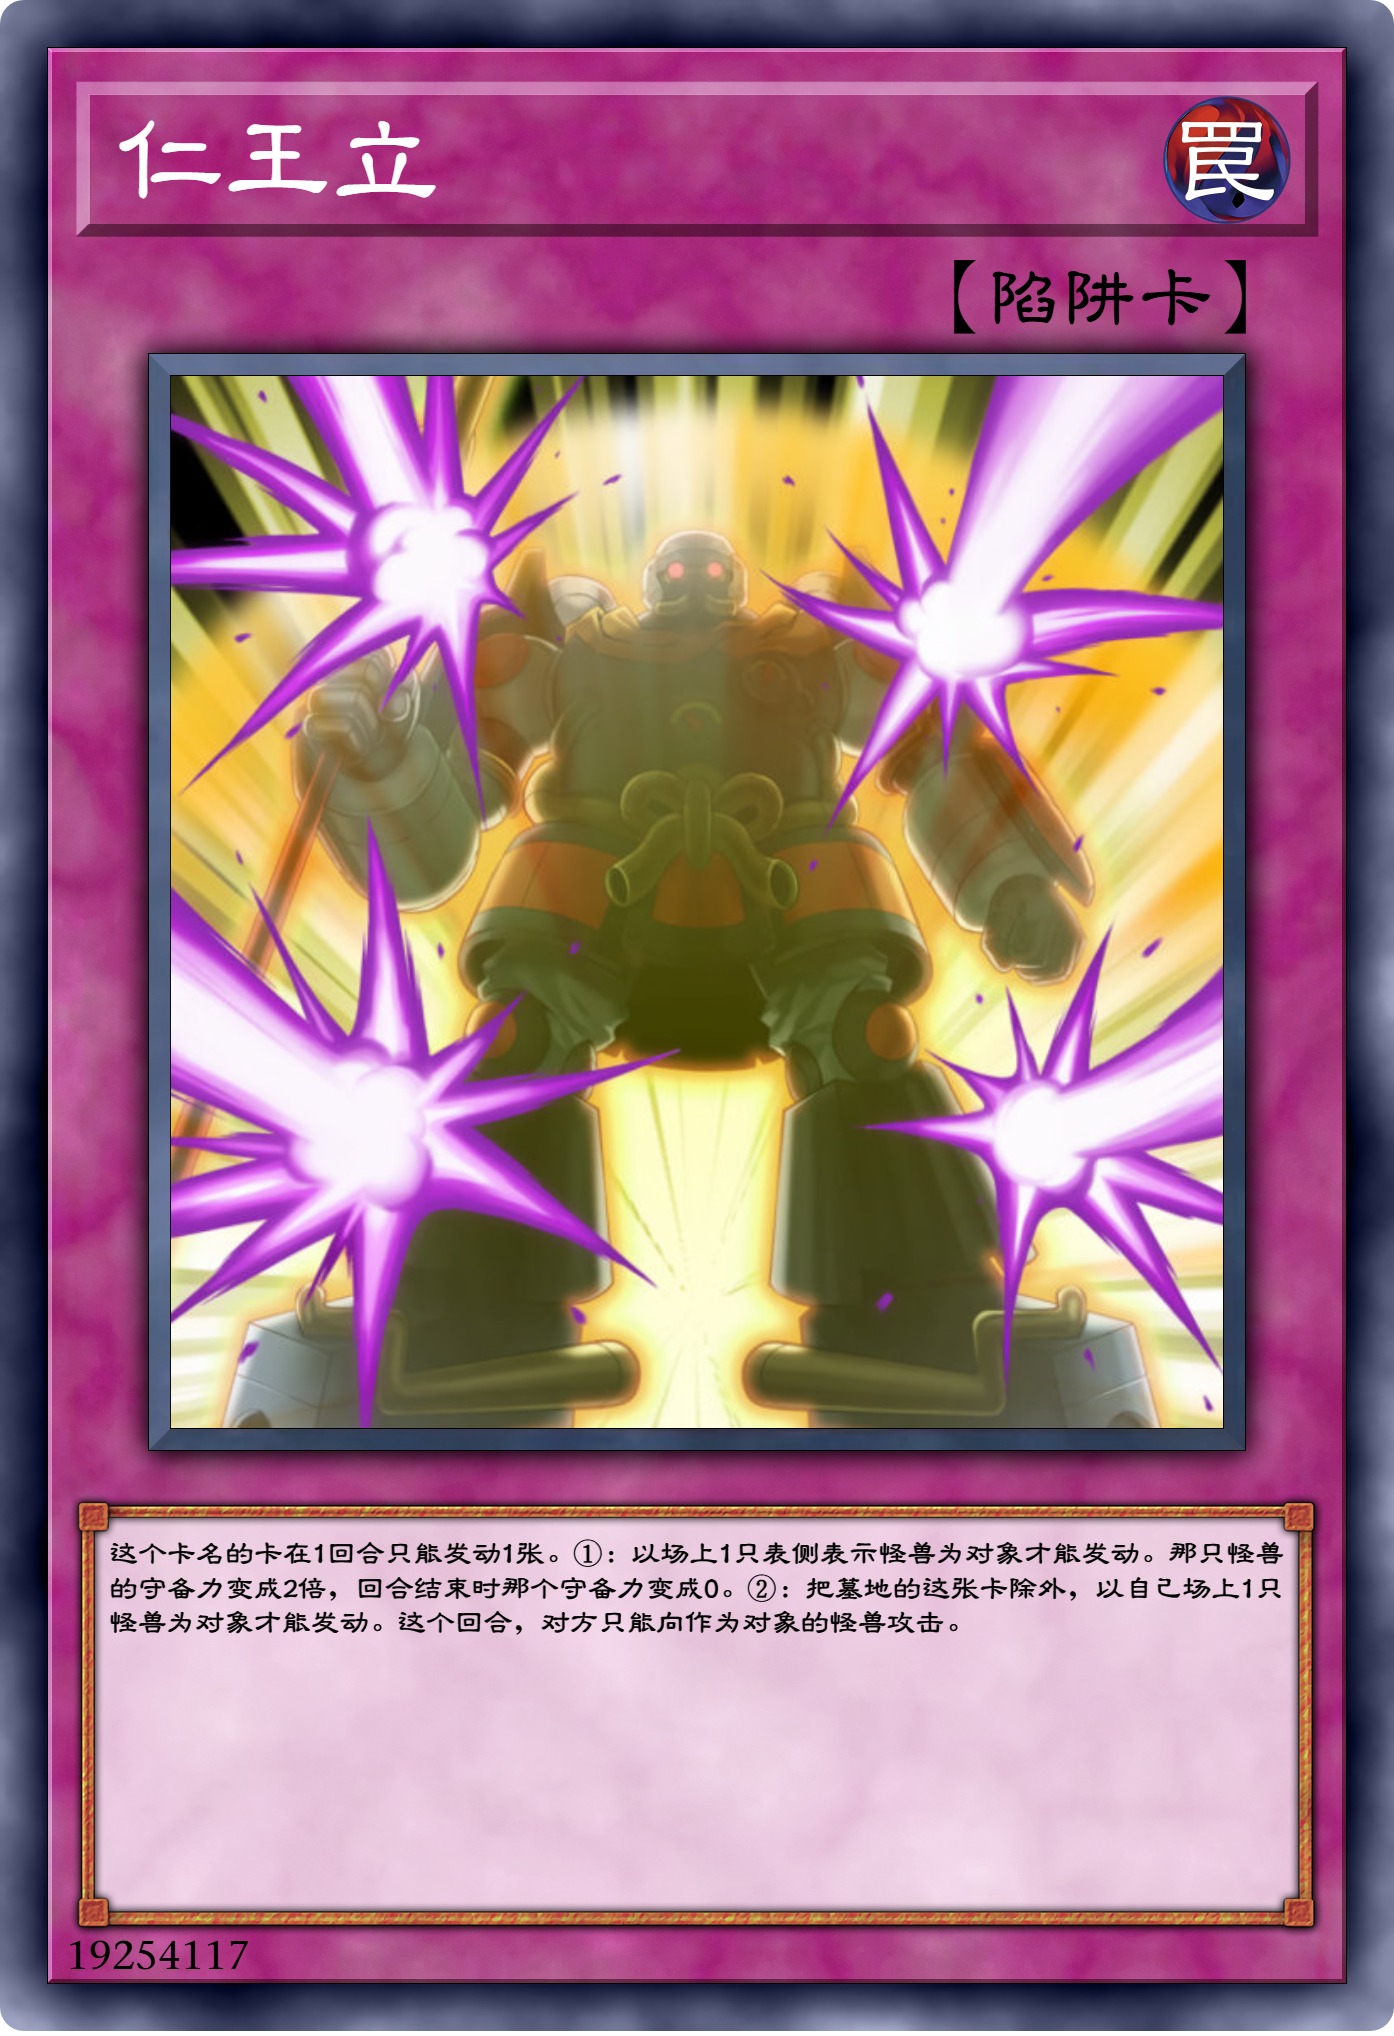 仁王立
罠
【陷阱卡】
这个卡名的卡在1回合只能发动1张。①：以场上1只表侧表示怪兽为对象才能发动。那只怪兽
的守备力变成2倍，回合结束时那个守备力变成0。②：把墓地的这张卡除外，以自己场上1只
怪兽为对象才能发动。这个回合，对方只能向作为对象的怪兽攻击。
19254117